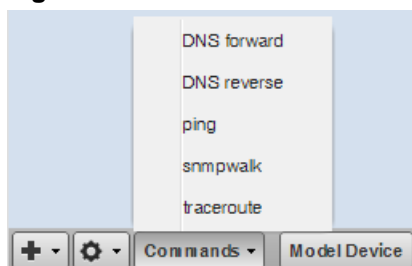 DNS forward
DNS reverse
ping
snmpwalk
traceroute
Commands
Model Device